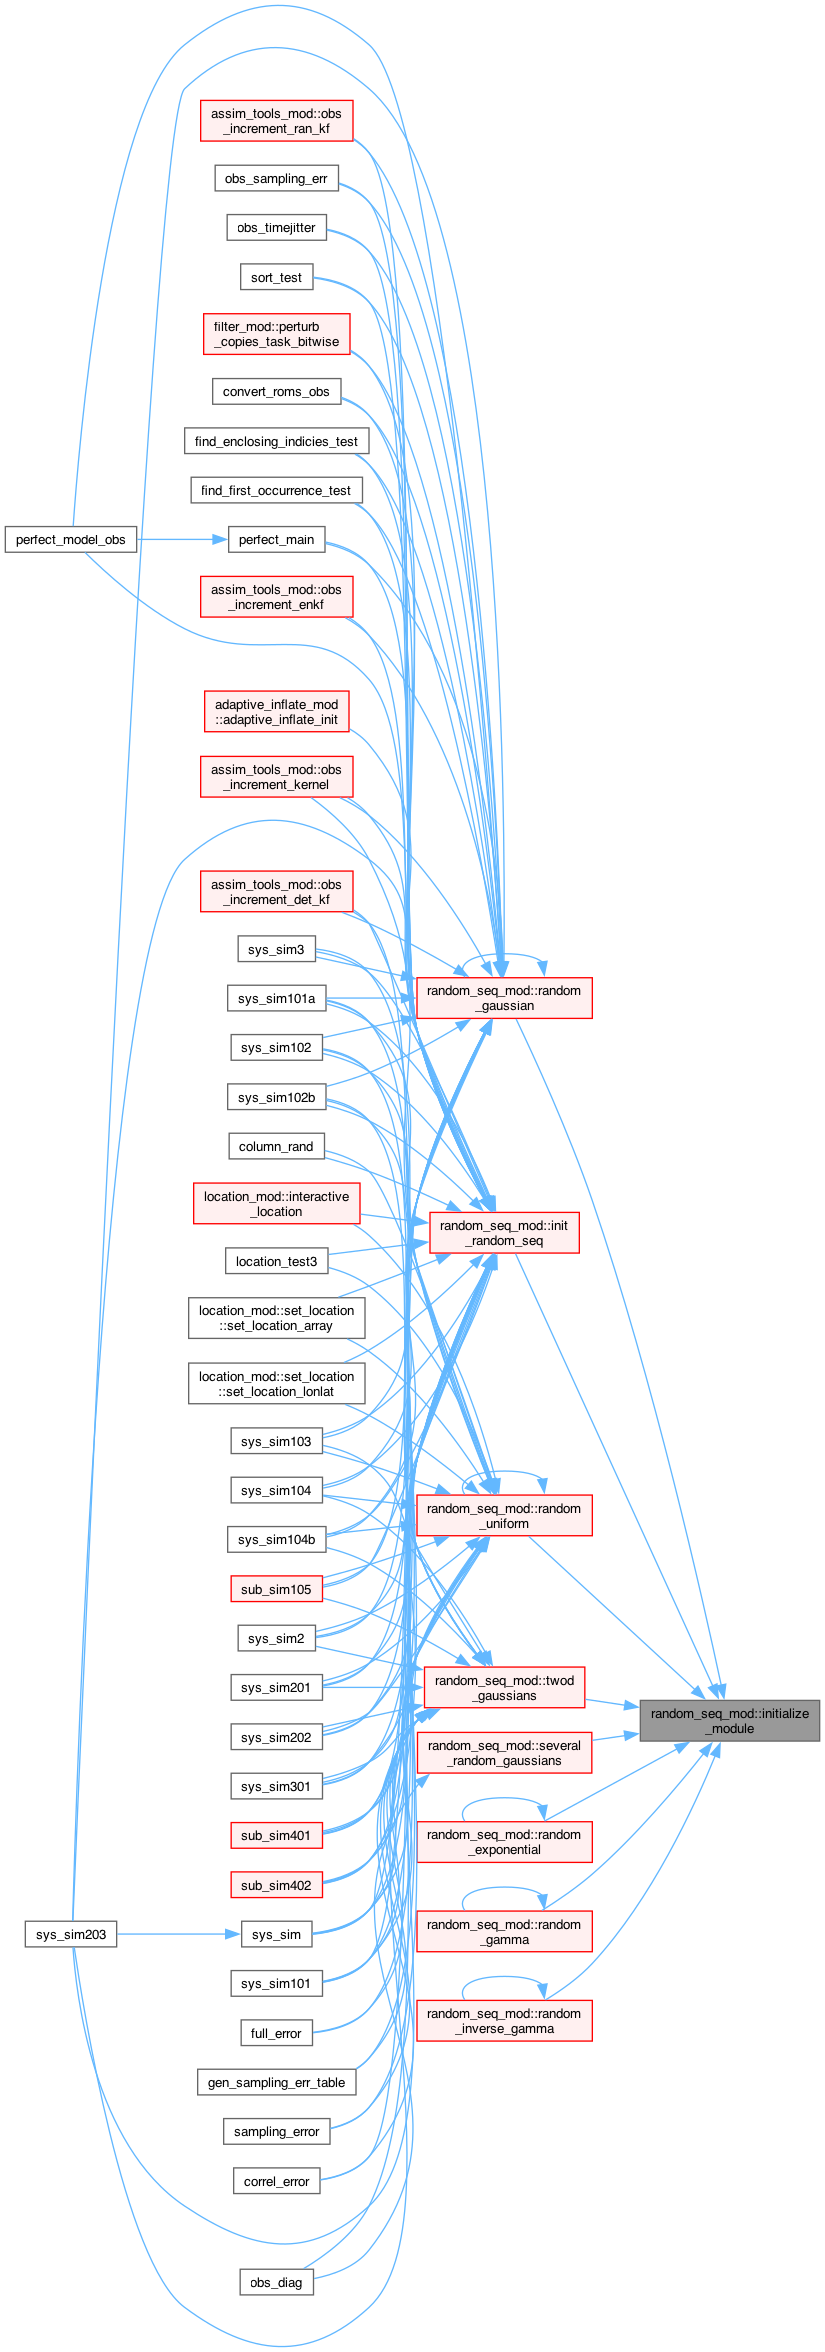 assim_tools_mod::obs
_increment_ran_kf
obs_sampling_err
obs_timejitter
sort_test
filter_mod::perturb
_copies_task_bitwise
convert_roms_obs
find_enclosing_indicies_test
find_first_occurrence_test
perfect_model_obs
perfect_main
assim_tools_mod::obs
_increment_enkf
adaptive_inflate_mod
::adaptive_inflate_init
assim_tools_mod::obs
_increment_kernel
assim_tools_mod::obs
_increment_det_kf
sys_sim3
random_seq_mod::random
_gaussian
sys_sim101a
sys_sim102
sys_sim102b
column_rand
location_mod::interactive
_location
random_seq_mod::init
_random_seq
location_test3
location_mod::set_location
::set_location_array
location_mod::set_location
::set_location_lonlat
sys_sim103
sys_sim104
random_seq_mod::random
_uniform
sys_sim104b
sub_sim105
sys_sim2
sys_sim201
random_seq_mod::twod
_gaussians
random_seq_mod::initialize
_module
sys_sim202
random_seq_mod::several
_random_gaussians
sys_sim301
sub_sim401
random_seq_mod::random
_exponential
sub_sim402
sys_sim203
sys_sim
random_seq_mod::random
_gamma
sys_sim101
random_seq_mod::random
_inverse_gamma
full_error
gen_sampling_err_table
sampling_error
correl_error
obs_diag